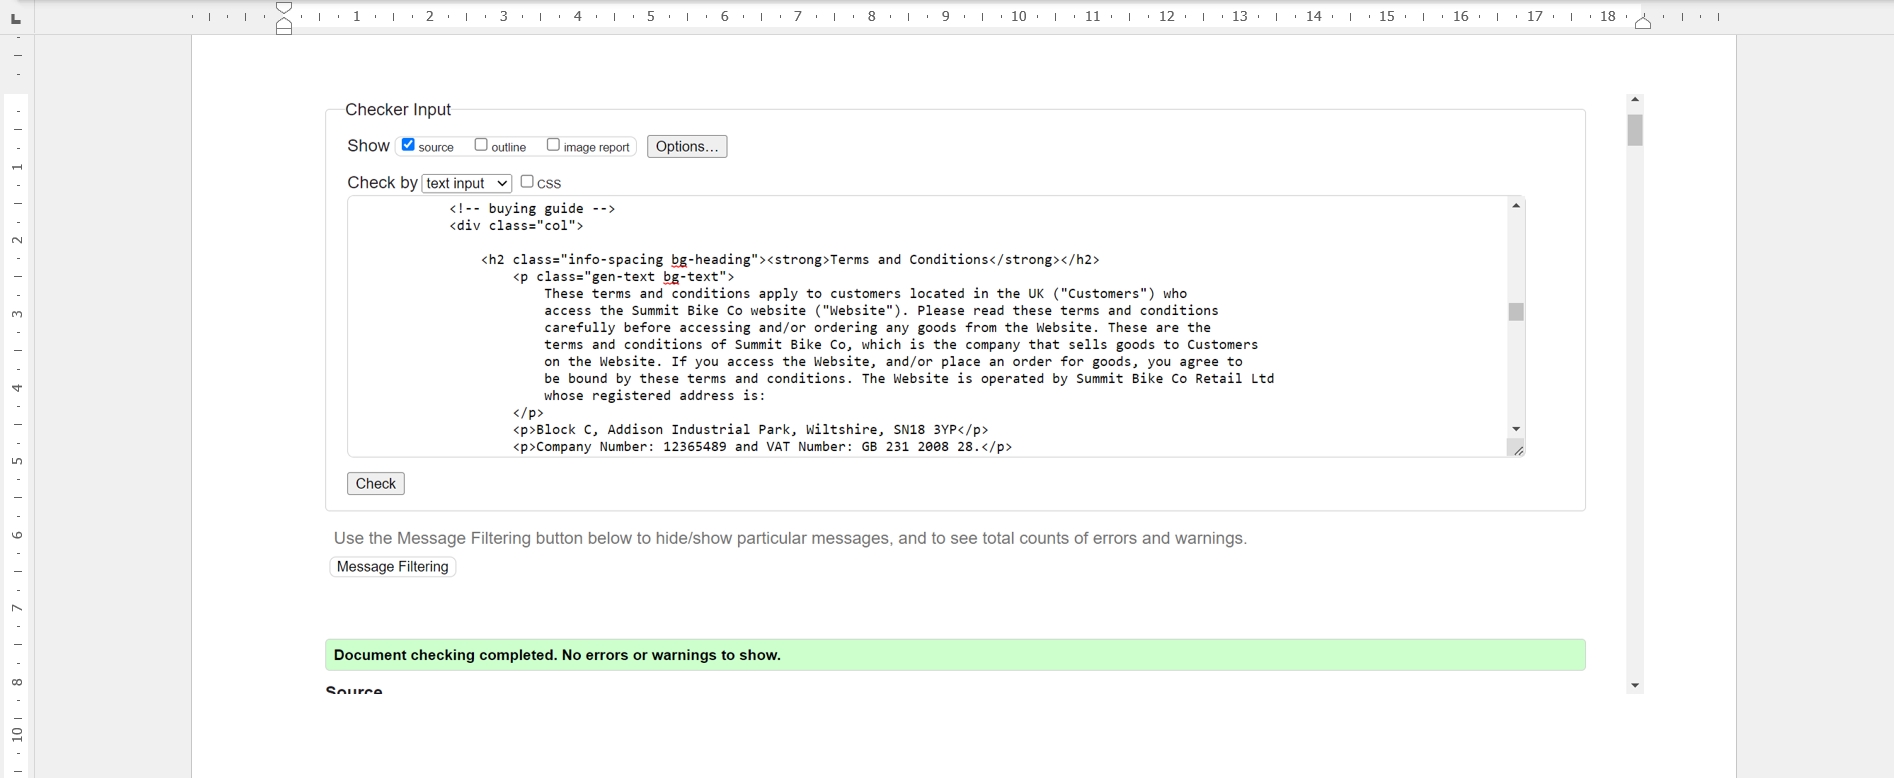 1 2 3 4 5 6 7 8 9 10 11 12 13 14 15 16 17 18
Checker Input
Show source outline image report Options...
Check by text input css
<!-- buying guide -->
<div class="col">
<h2 class="info-spacing bg-heading"><strong>Terms and Conditions</strong></h2>
<p class="gen-text bg-text">
These terms and conditions apply to customers located in the UK ("Customers") who
access the Summit Bike Co website ("Website"). Please read these terms and conditions
carefully before accessing and/or ordering any goods from the Website. These are the
terms and conditions of Summit Bike Co, which is the company that sells goods to Customers
on the Website. If you access the Website, and/or place an order for goods, you agree to
be bound by these terms and conditions. The Website is operated by Summit Bike Co Retail Ltd
whose registered address is:
</p>
<p>Block C, Addison Industrial Park, Wiltshire, SN18 3YP</p>
<p>Company Number: 12365489 and VAT Number: GB 231 2008 28.</p>
Check
Use the Message Filtering button below to hide/show particular messages, and to see total counts of errors and warnings.
Message Filtering
Document checking completed. No errors or warnings to show.
Source
1
2
3
4
5
6
7
8
10